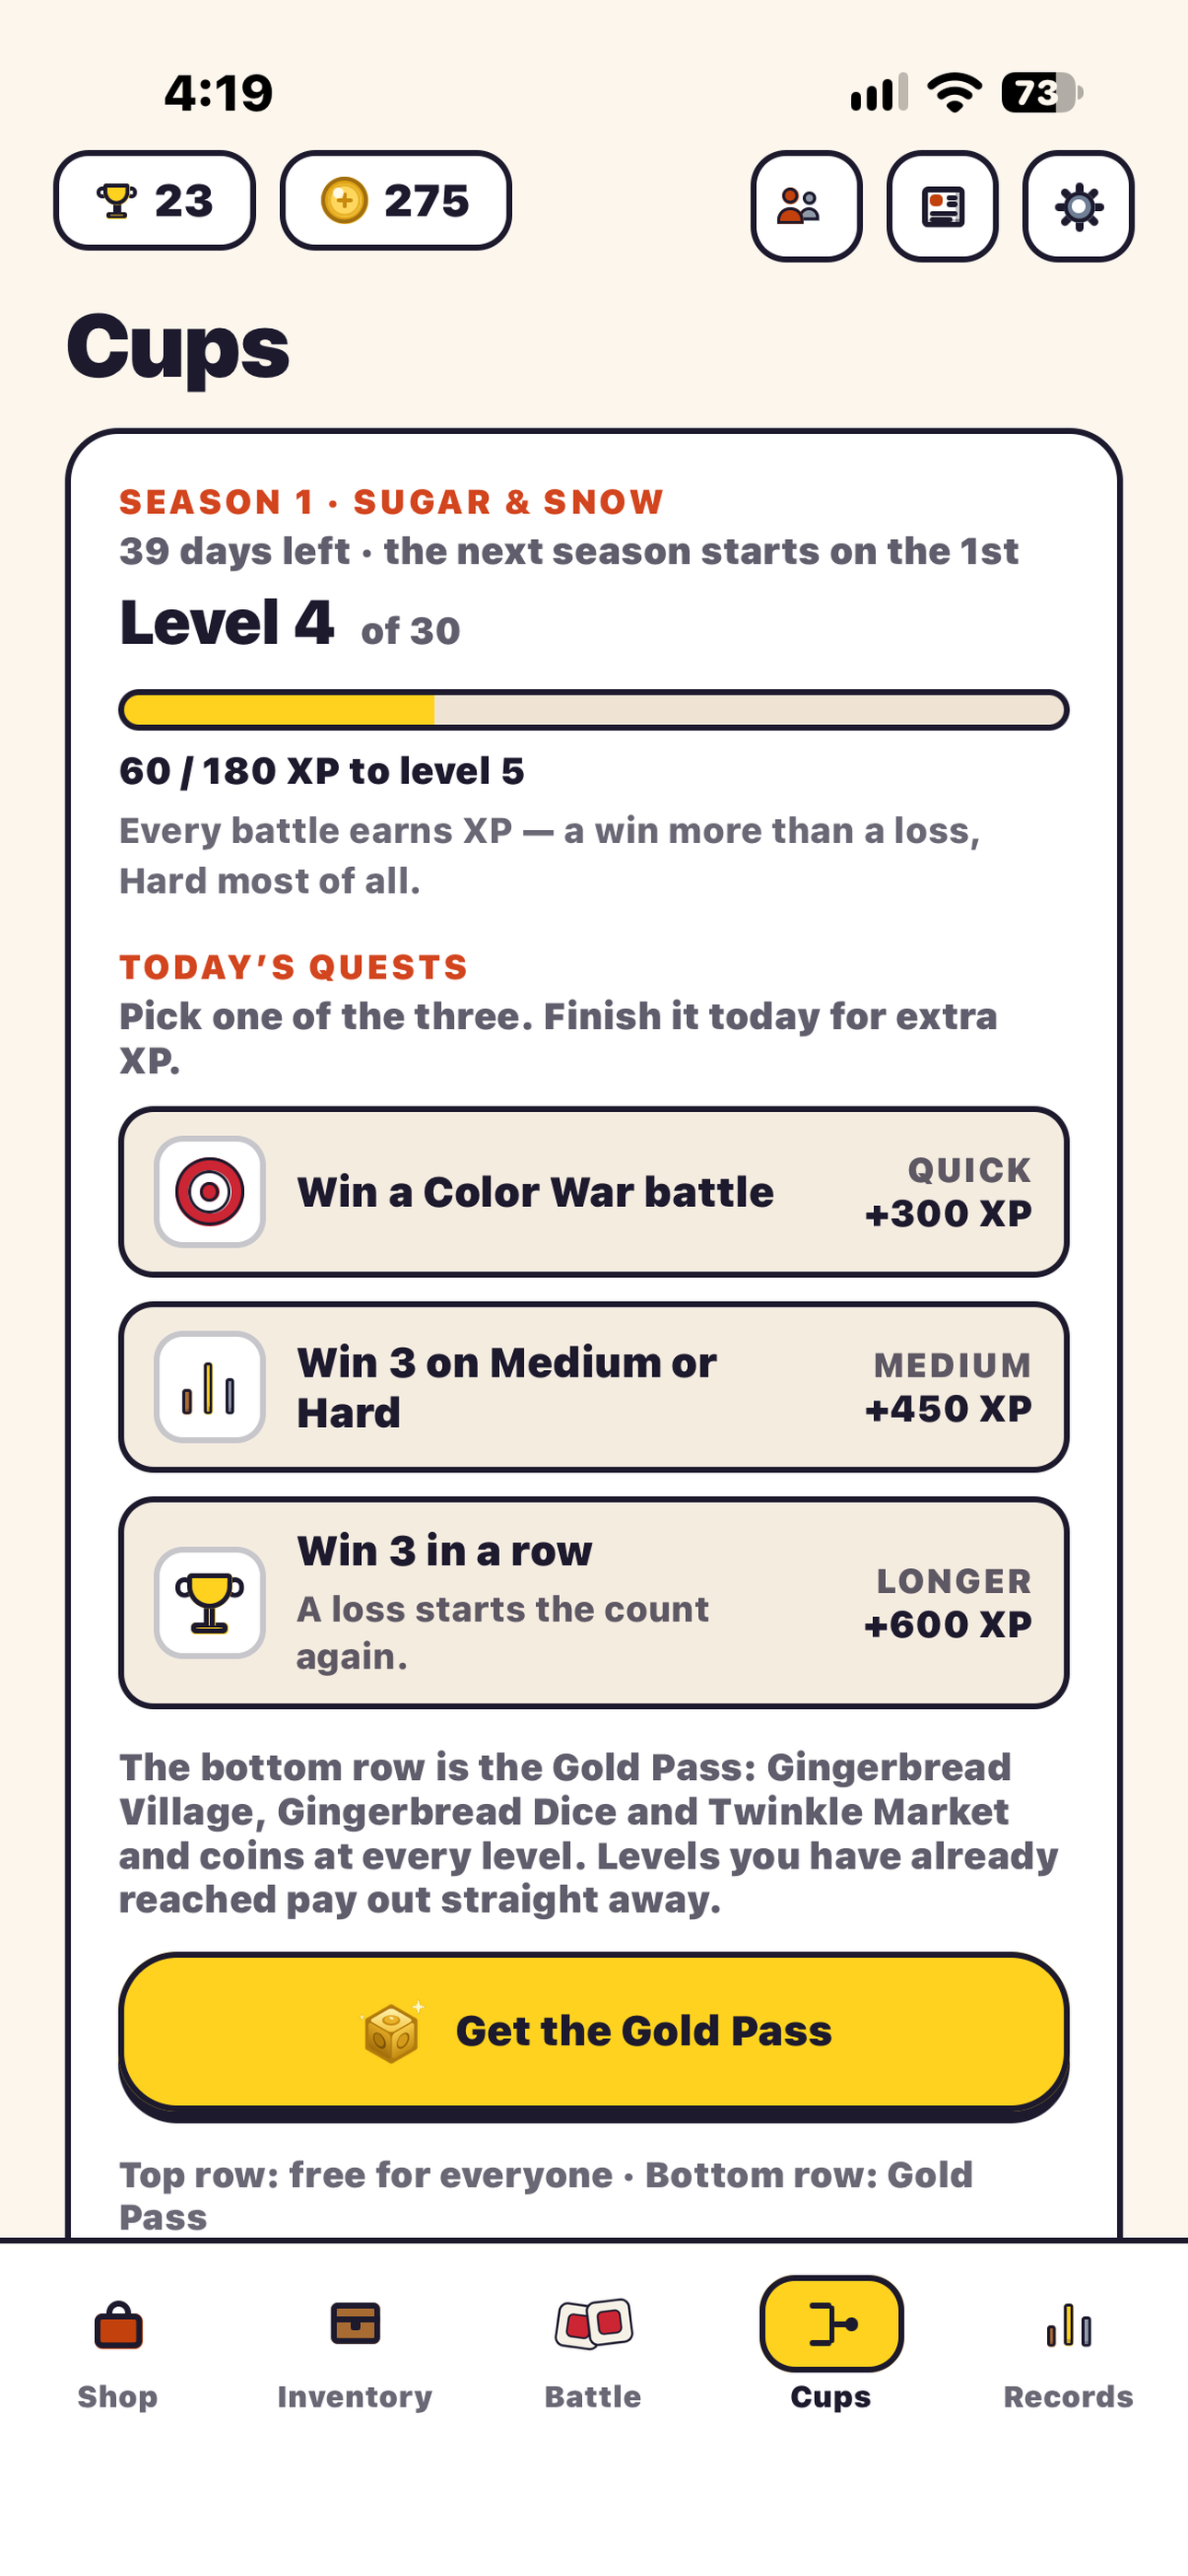 4:19
73
23
275
Cups
SEASON 1 · SUGAR & SNOW
39 days left · the next season starts on the 1st
Level 4 of 30
60 / 180 XP to level 5
Every battle earns XP — a win more than a loss,
Hard most of all.
TODAY’S QUESTS
Pick one of the three. Finish it today for extra
XP.
Win a Color War battle
QUICK
+300 XP
Win 3 on Medium or
Hard
MEDIUM
+450 XP
Win 3 in a row
A loss starts the count
again.
LONGER
+600 XP
The bottom row is the Gold Pass: Gingerbread
Village, Gingerbread Dice and Twinkle Market
and coins at every level. Levels you have already
reached pay out straight away.
Get the Gold Pass
Top row: free for everyone · Bottom row: Gold
Pass
Shop
Inventory
Battle
Cups
Records